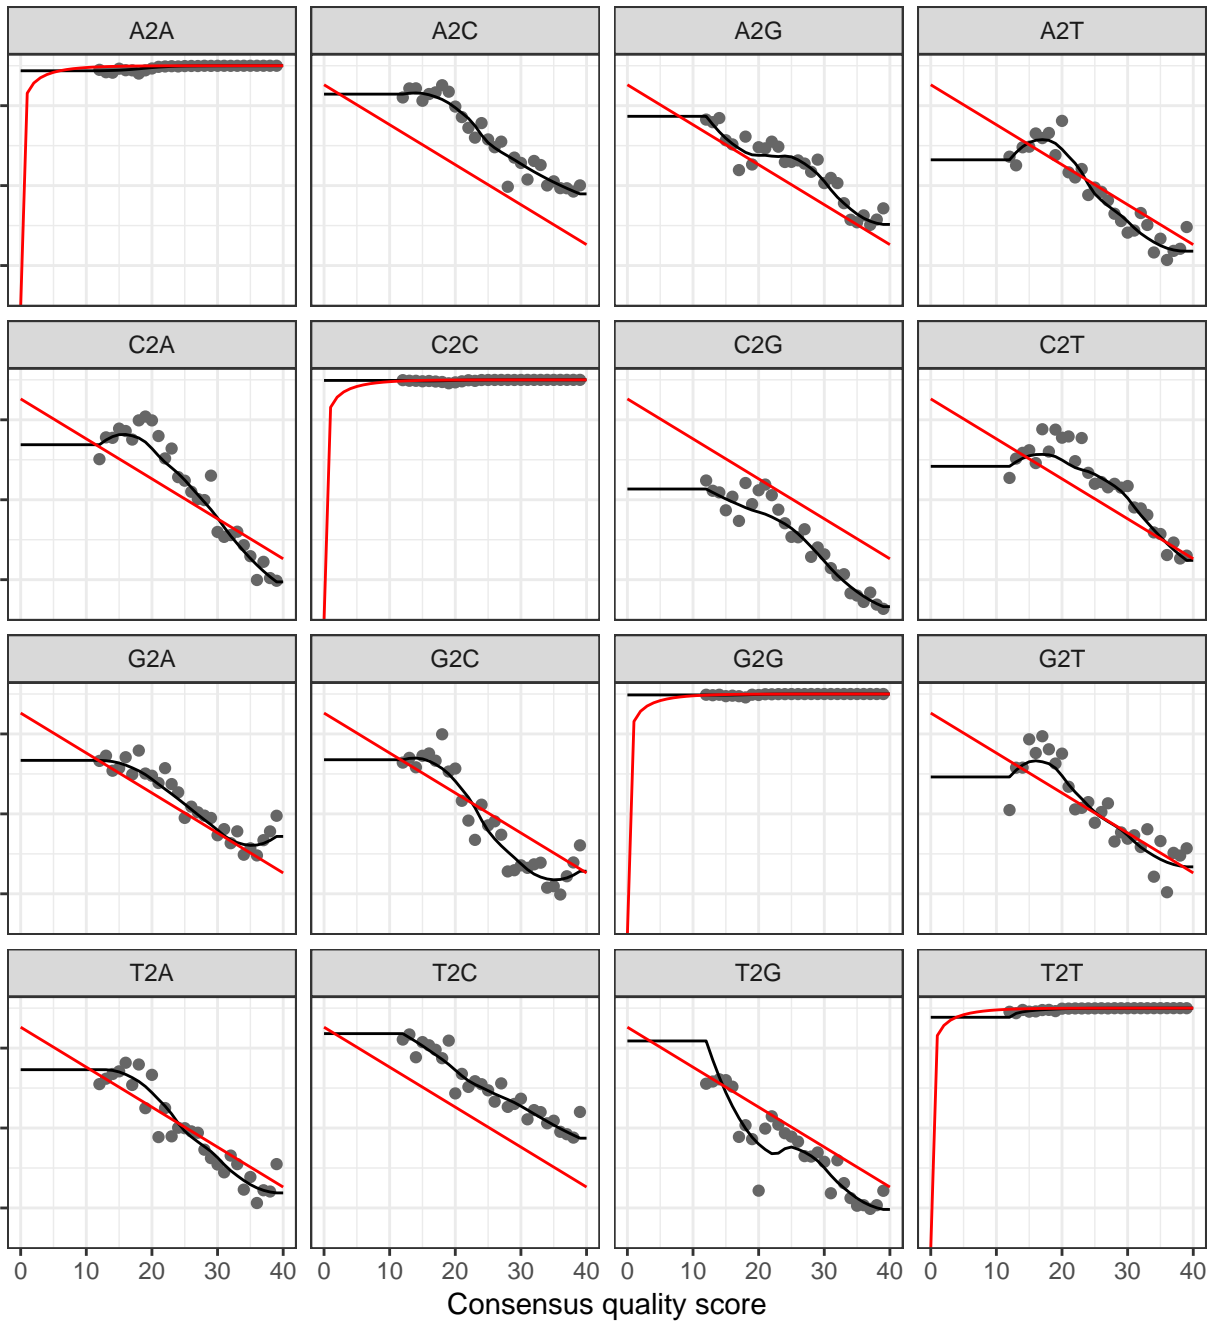 A2A A2C A2G A2T
C2A C2C C2G C2T
G2A G2C G2G G2T
T2A T2C T2G T2T
0 10 20 30 40 0 10 20 30 40 0 10 20 30 40 0 10 20 30 40
Consensus quality score